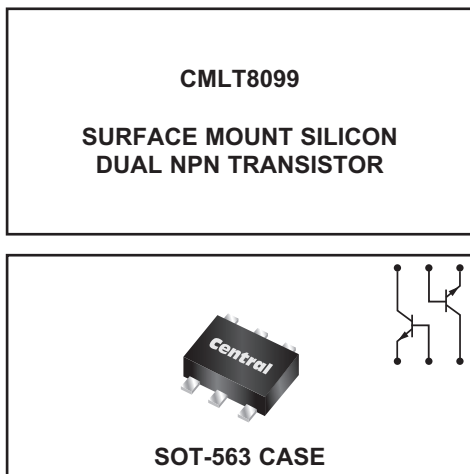 CMLT8099
SURFACE MOUNT SILICON
DUAL NPN TRANSISTOR
Central
SOT-563 CASE